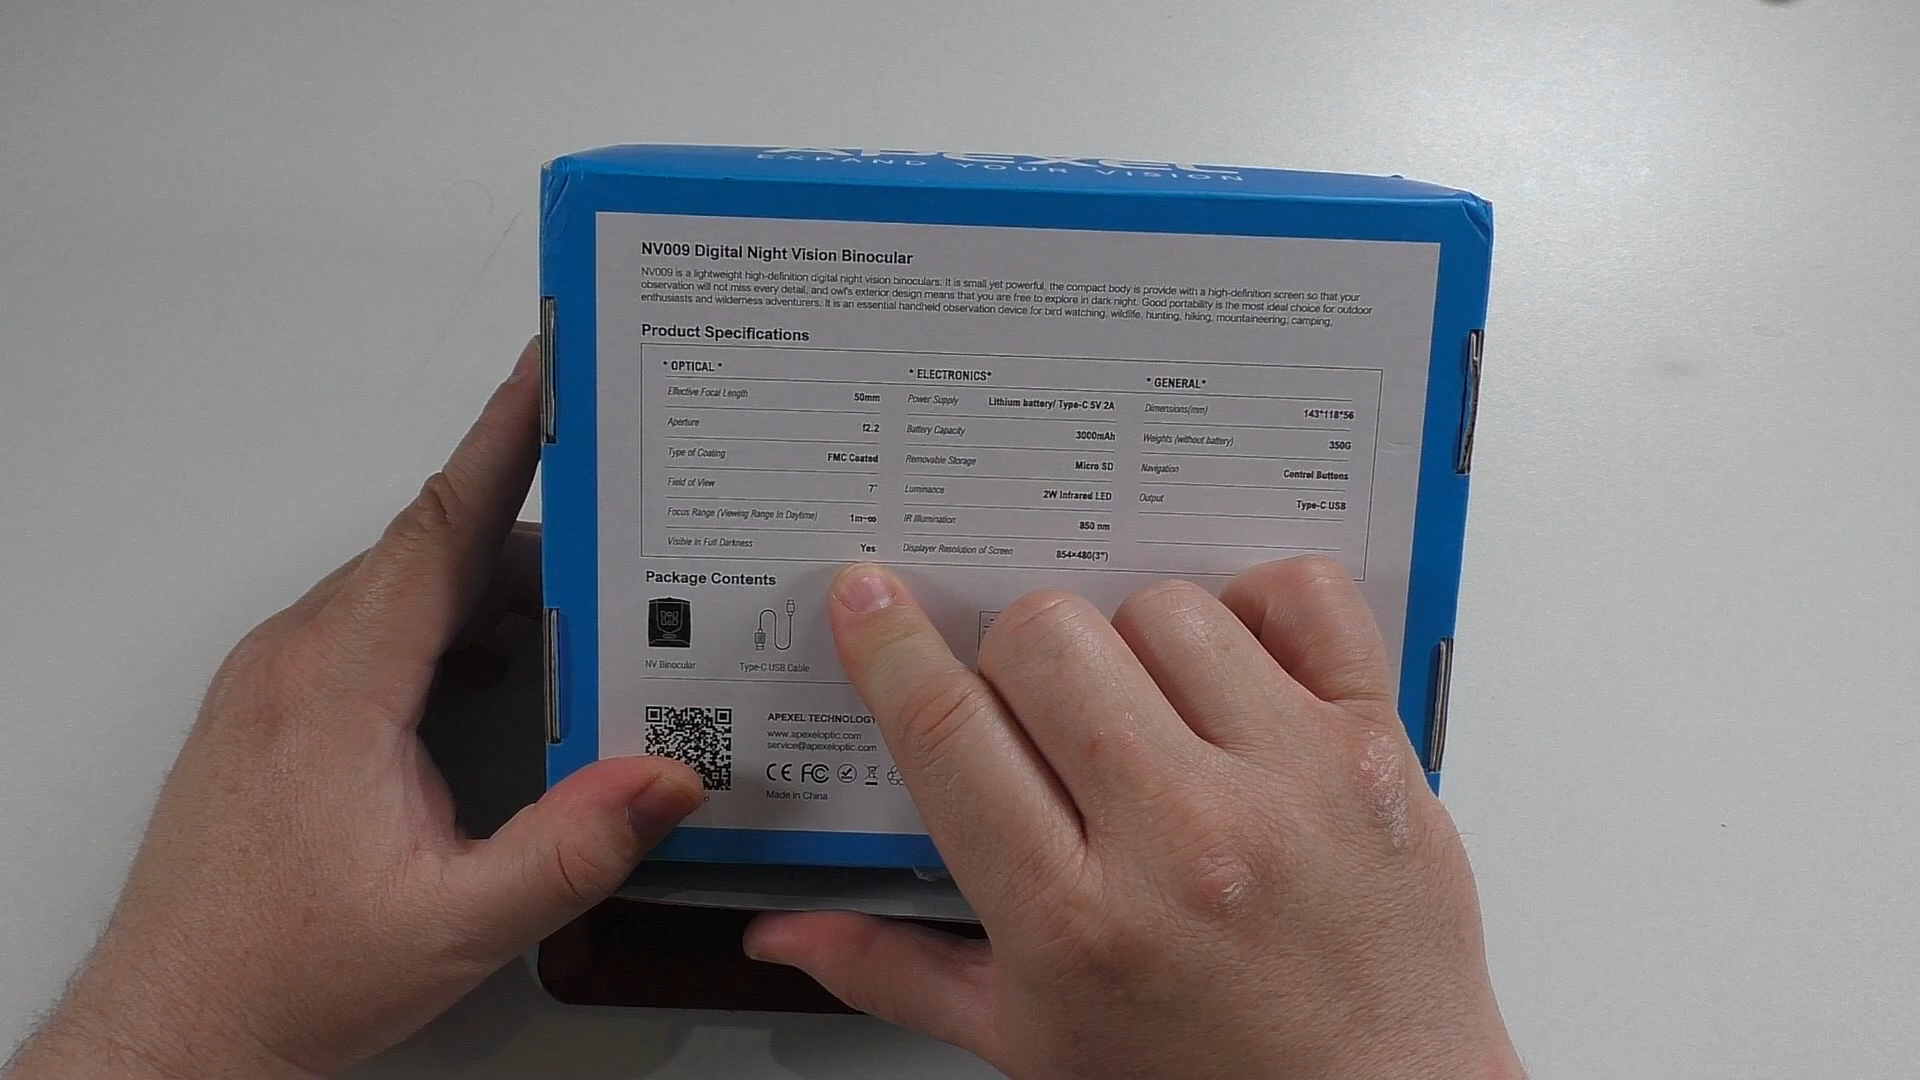 APEXEL
EXPAND YOUR VISION
NV009 Digital Night Vision Binocular
NV009 is a lightweight high-definition digital night vision binoculars. It is small yet powerful, the compact body is provide with a high-definition screen so that your
observation will not miss every detail, and owl's exterior design means that you are free to explore in dark night. Good portability is the most ideal choice for outdoor
enthusiasts and wilderness adventurers. It is an essential handheld observation device for bird watching, wildlife, hunting, hiking, mountaineering, camping,
Product Specifications
* OPTICAL *
Effective Focal Length 50mm
Aperture f2.2
Type of Coating FMC Coated
Field of View 7°
Focus Range (Viewing Range In Daytime) 1m~∞
Visible In Full Darkness Yes
* ELECTRONICS*
Power Supply Lithium battery/ Type-C 5V 2A
Battery Capacity 3000mAh
Removable Storage Micro SD
Luminance 2W Infrared LED
IR Illumination 850 nm
Displayer Resolution of Screen 854×480(3")
* GENERAL*
Dimensions(mm) 143*118*56
Weights (without battery) 350G
Navigation Control Buttons
Output Type-C USB
Package Contents
NV Binocular
Type-C USB Cable
APEXEL TECHNOLOGY
www.apexeloptic.com
service@apexeloptic.com
CE FC
Made in China